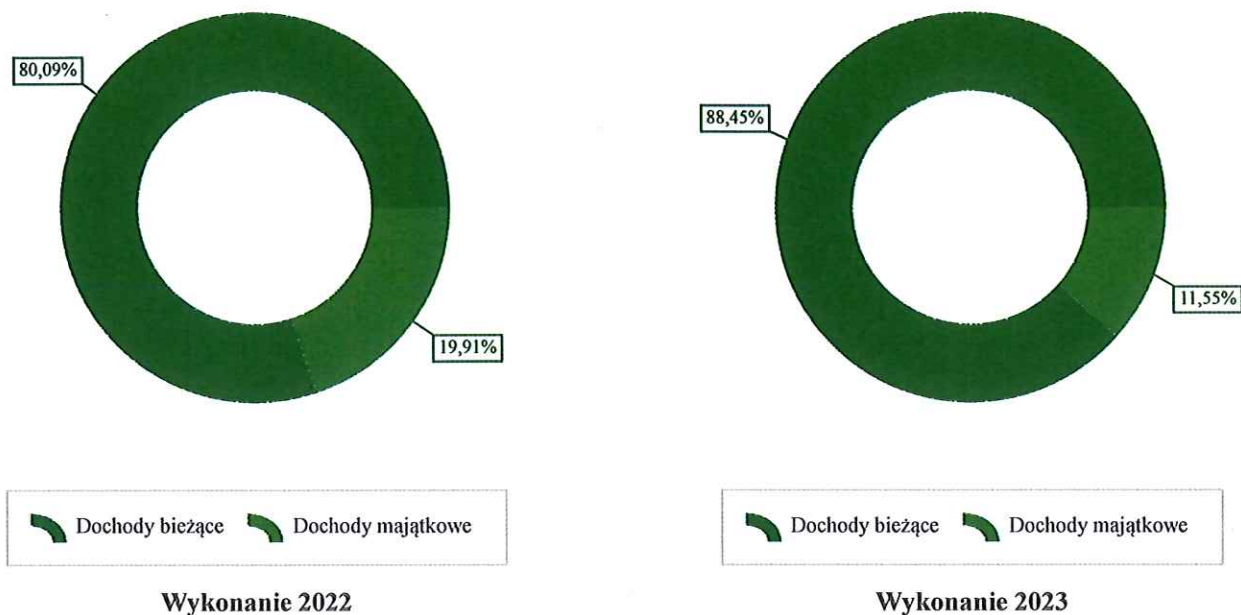 80,09%
19,91%
Dochody bieżące Dochody majątkowe
Wykonanie 2022
88,45%
11,55%
Dochody bieżące Dochody majątkowe
Wykonanie 2023